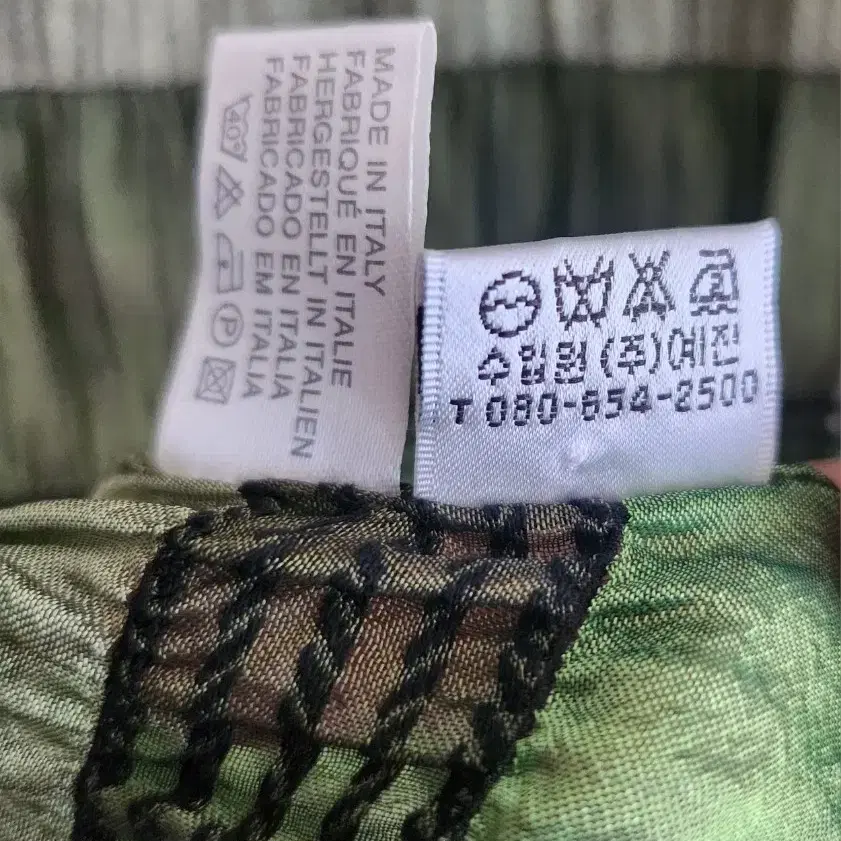 MADE IN ITALY
FABRIQUÉ EN ITALIE
HERGESTELLT IN ITALIEN
FABRICADO EN ITALIA
FABRICADO EM ITALIA
40°
P
수입원 (주)예진
T 080-854-2500